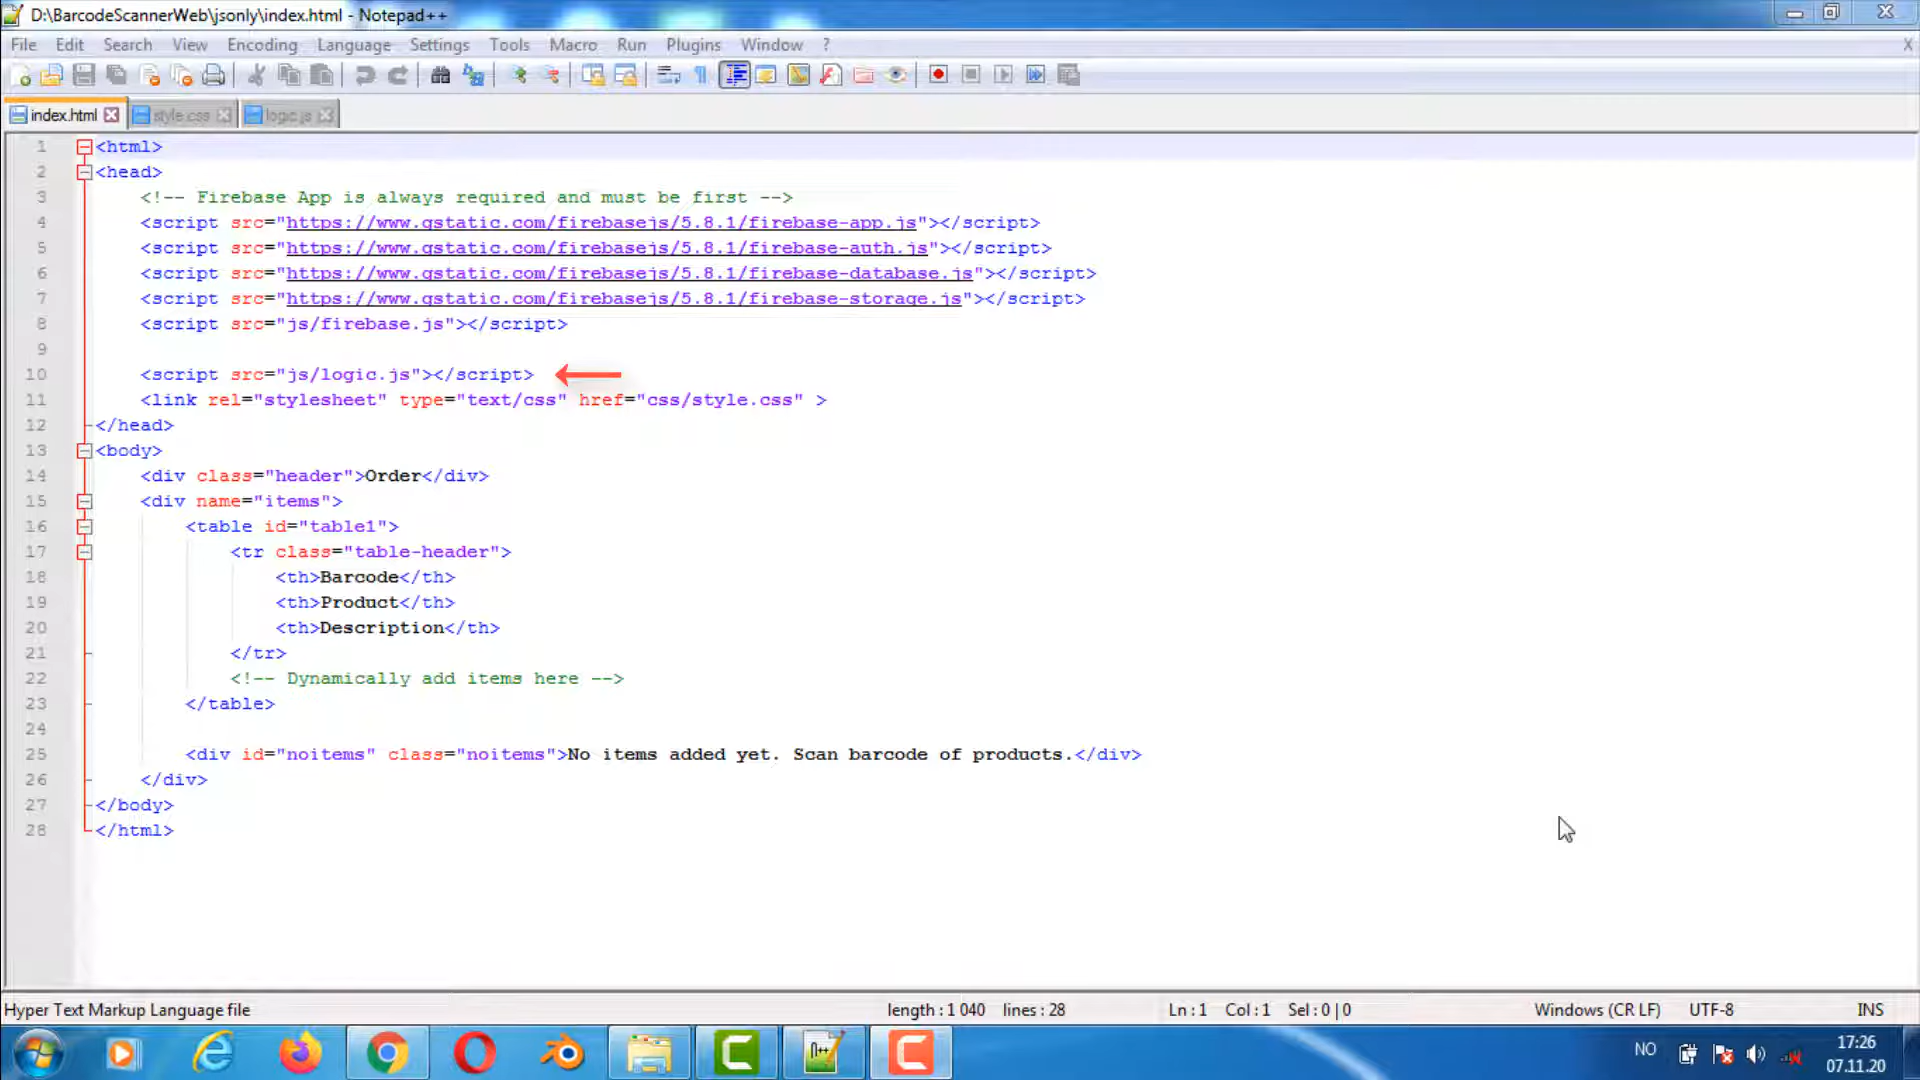 D:\BarcodeScannerWeb\jsonly\index.html - Notepad++
File Edit Search View Encoding Language Settings Tools Macro Run Plugins Window ? X
index.html style.css logic.js
1 <html>
2 <head>
3 <!-- Firebase App is always required and must be first -->
4 <script src="https://www.gstatic.com/firebasejs/5.8.1/firebase-app.js"></script>
5 <script src="https://www.gstatic.com/firebasejs/5.8.1/firebase-auth.js"></script>
6 <script src="https://www.gstatic.com/firebasejs/5.8.1/firebase-database.js"></script>
7 <script src="https://www.gstatic.com/firebasejs/5.8.1/firebase-storage.js"></script>
8 <script src="js/firebase.js"></script>
9
10 <script src="js/logic.js"></script>
11 <link rel="stylesheet" type="text/css" href="css/style.css" >
12 </head>
13 <body>
14 <div class="header">Order</div>
15 <div name="items">
16 <table id="table1">
17 <tr class="table-header">
18 <th>Barcode</th>
19 <th>Product</th>
20 <th>Description</th>
21 </tr>
22 <!-- Dynamically add items here -->
23 </table>
24
25 <div id="noitems" class="noitems">No items added yet. Scan barcode of products.</div>
26 </div>
27 </body>
28 </html>
Hyper Text Markup Language file length : 1 040 lines : 28 Ln : 1 Col : 1 Sel : 0 | 0 Windows (CR LF) UTF-8 INS
NO 17:26
07.11.20